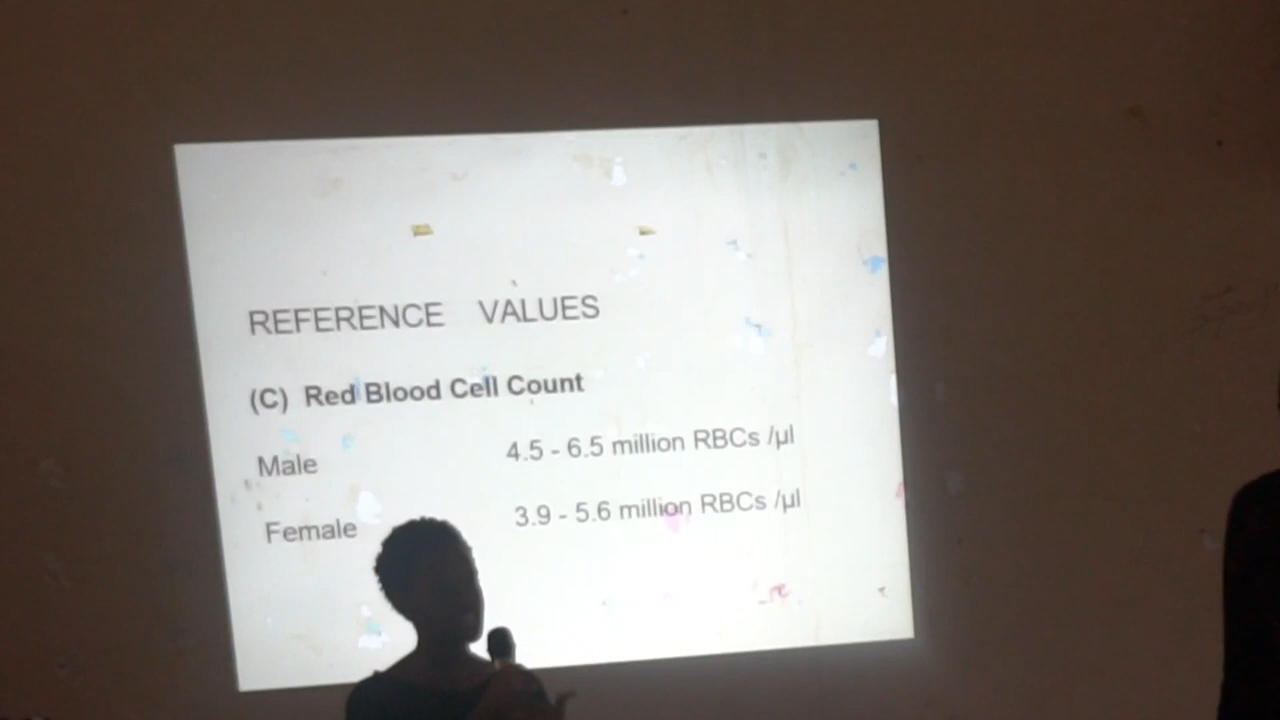 REFERENCE VALUES
(C) Red Blood Cell Count
Male 4.5 - 6.5 million RBCs /µl
Female 3.9 - 5.6 million RBCs /µl